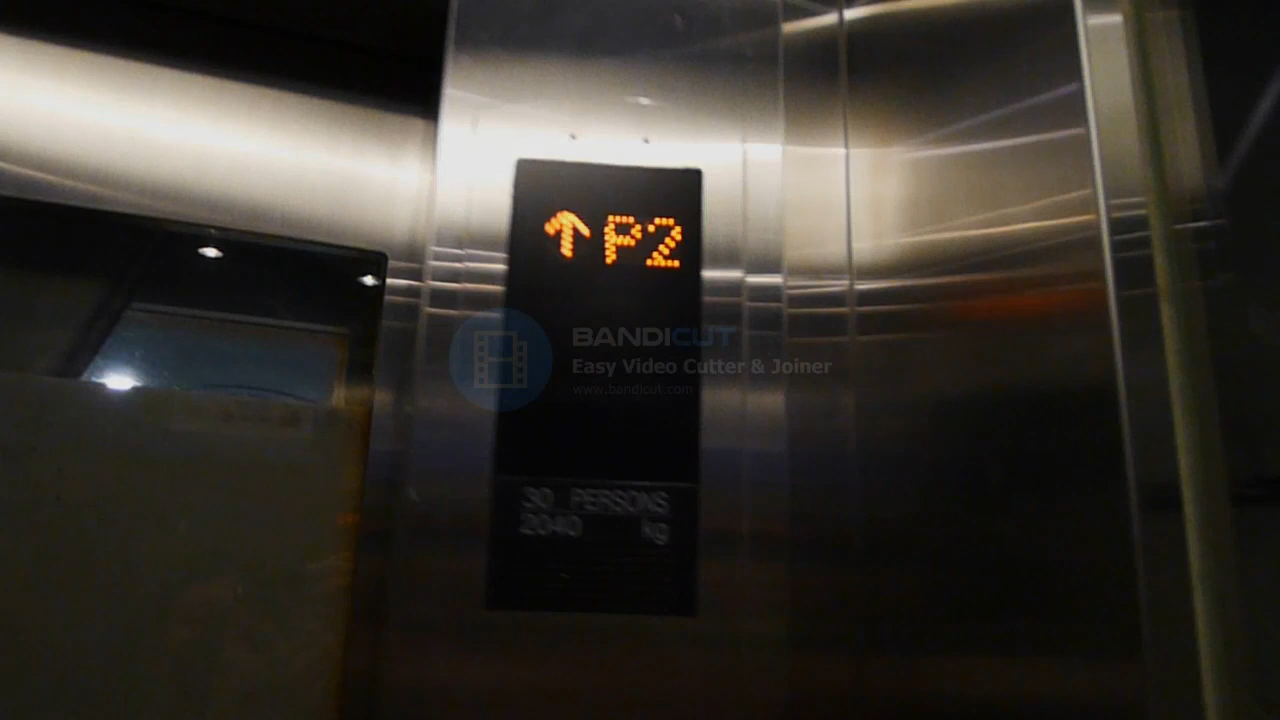 ↑P2
BANDICUT
Easy Video Cutter & Joiner
www.bandicut.com
30 PERSONS
2040 kg